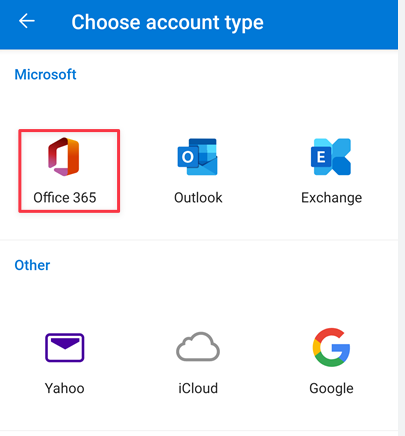 Choose account type
Microsoft
Office 365
Outlook
Exchange
Other
Yahoo
iCloud
Google